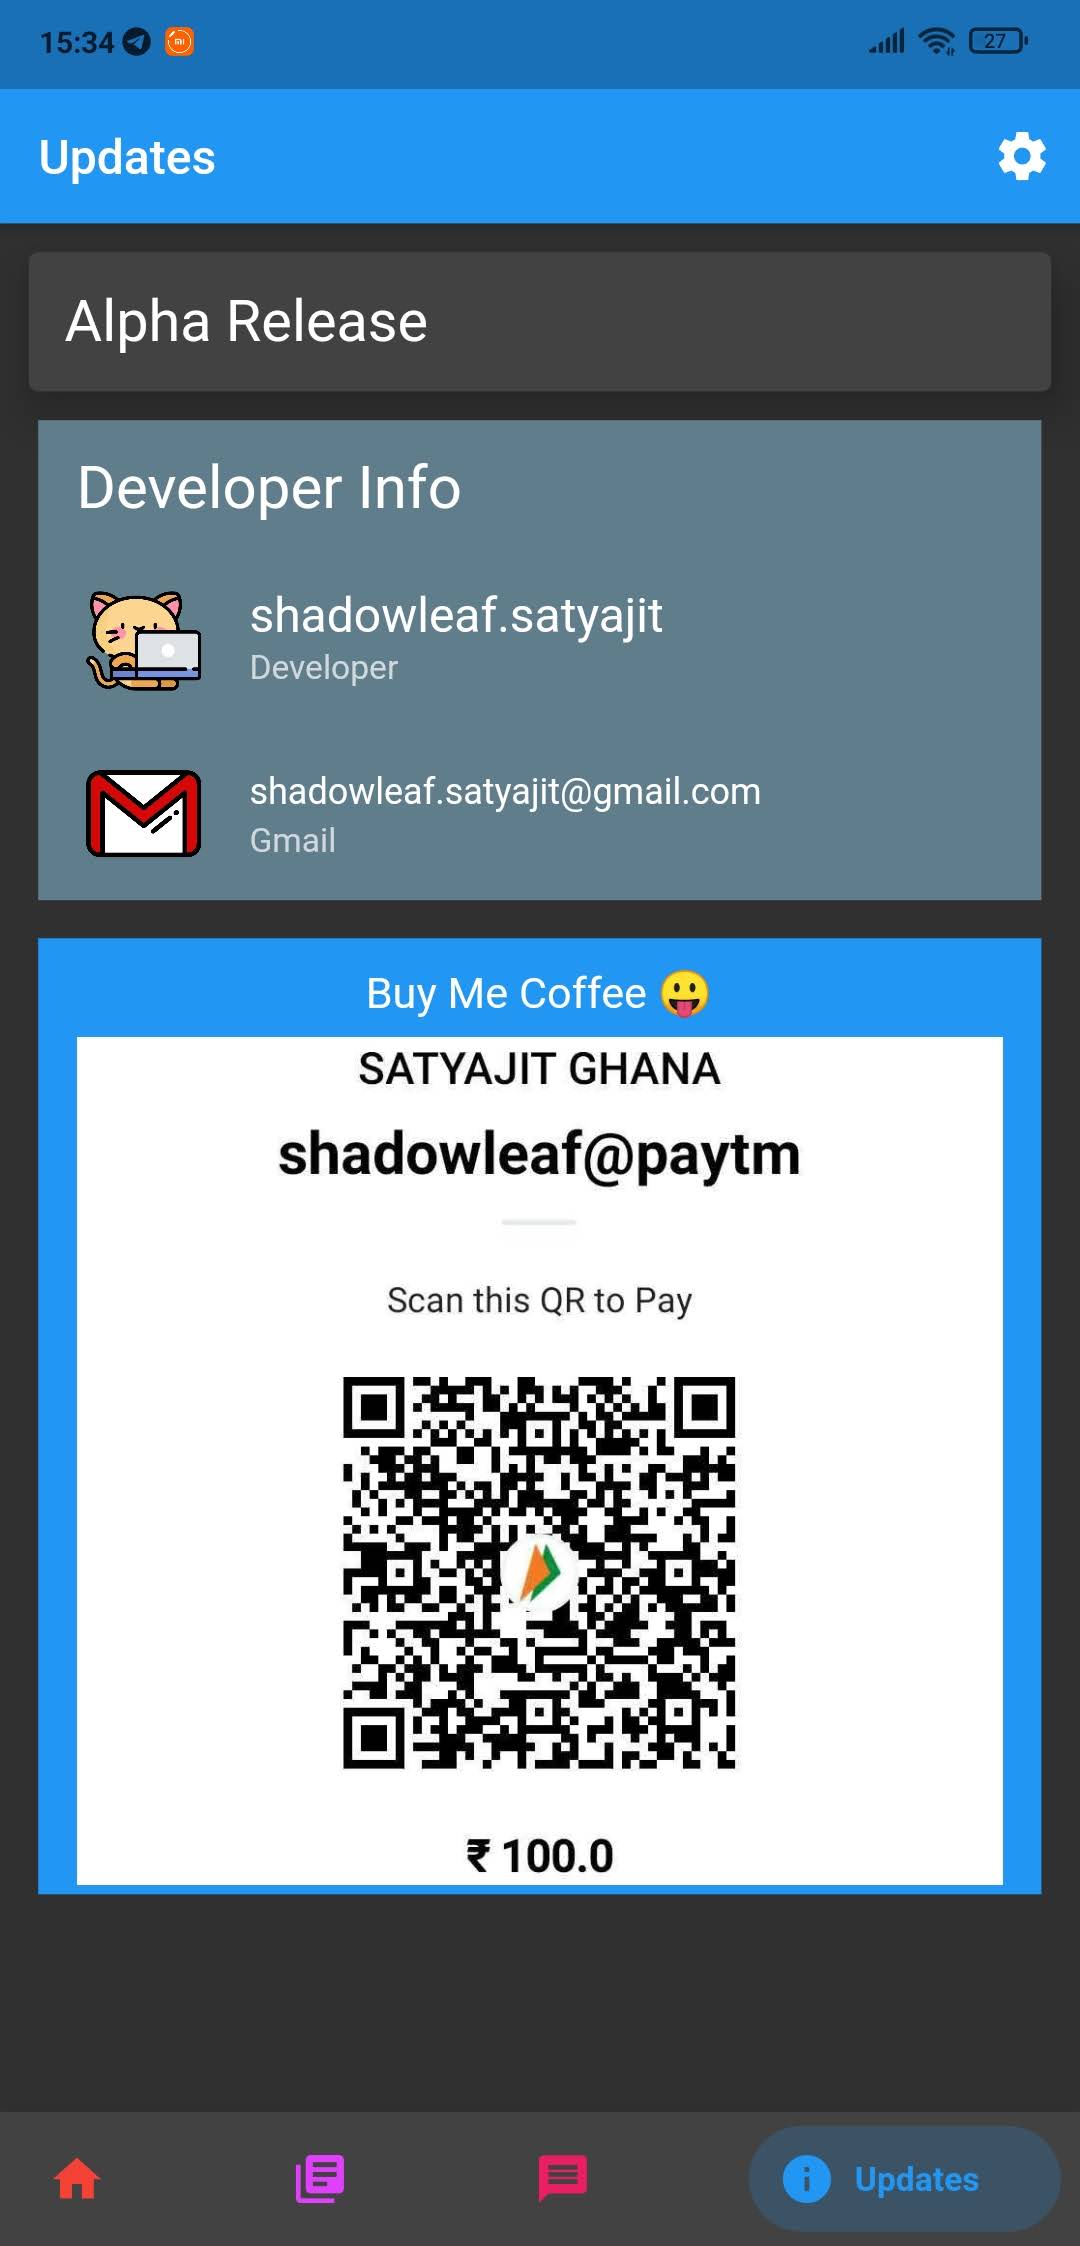 15:34
27
Updates
Alpha Release
Developer Info
shadowleaf.satyajit
Developer
shadowleaf.satyajit@gmail.com
Gmail
Buy Me Coffee 😛
SATYAJIT GHANA
shadowleaf@paytm
Scan this QR to Pay
₹ 100.0
Updates